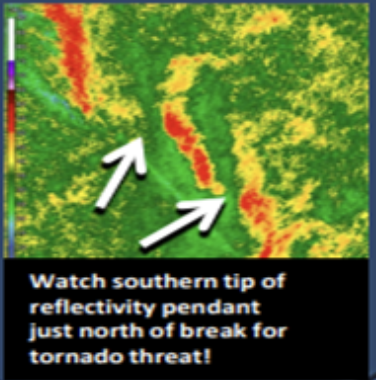 Watch southern tip of
reflectivity pendant
just north of break for
tornado threat!